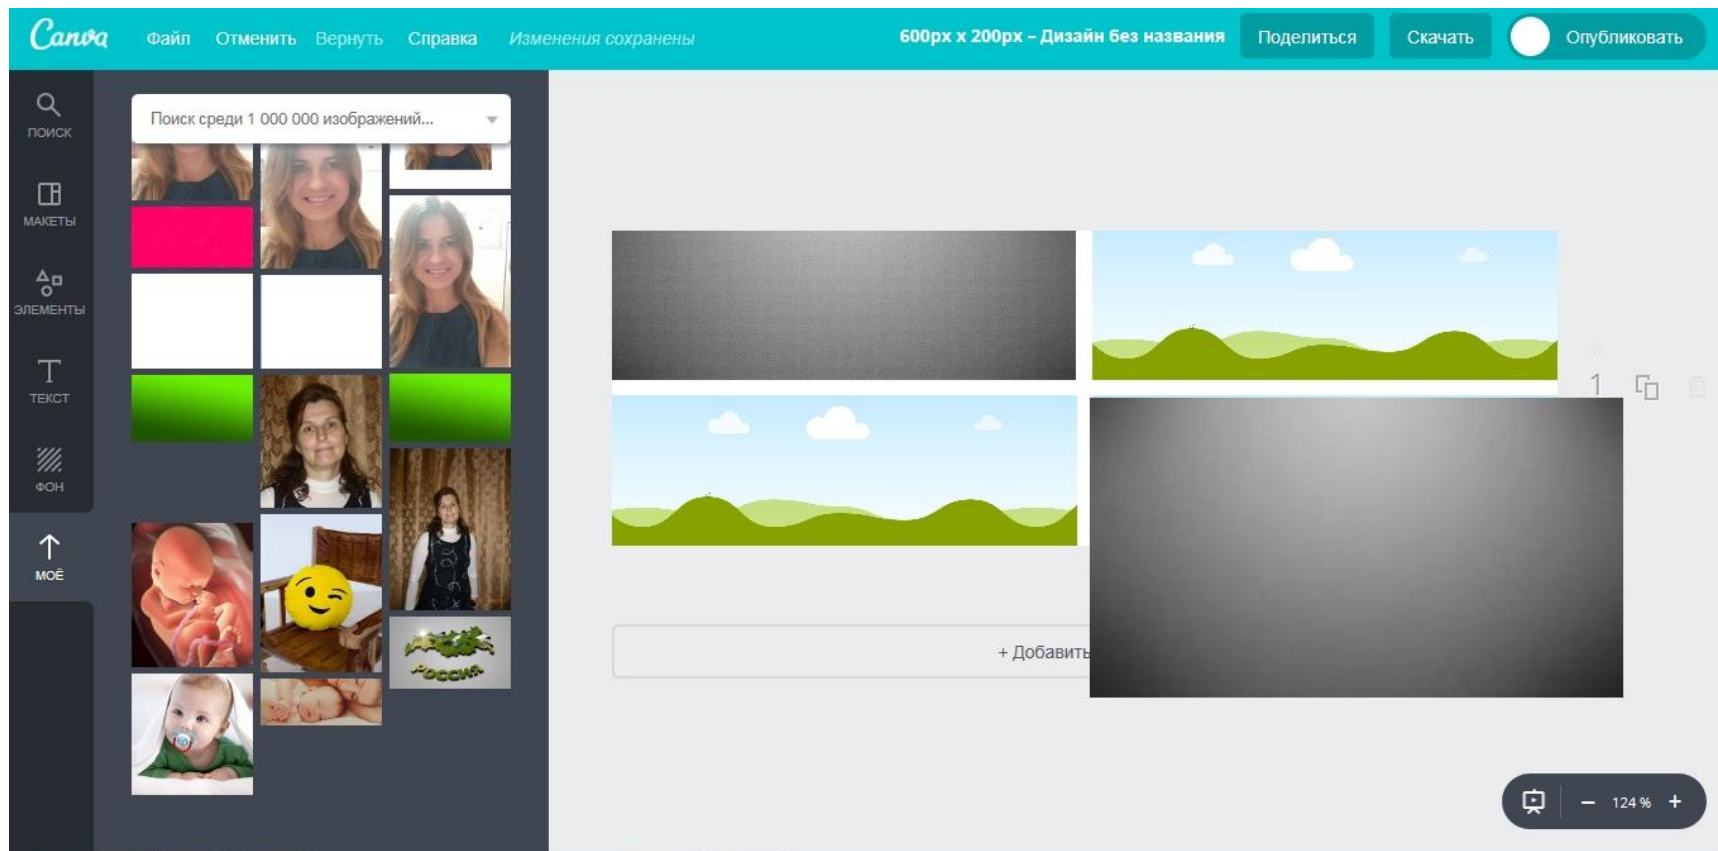 Canva Файл Отменить Вернуть Справка Изменения сохранены 600px x 200px – Дизайн без названия Поделиться Скачать Опубликовать
ПОИСК
МАКЕТЫ
ЭЛЕМЕНТЫ
ТЕКСТ
ФОН
МОЁ
Поиск среди 1 000 000 изображений...
РОССИЯ
1
+ Добавить
124 %